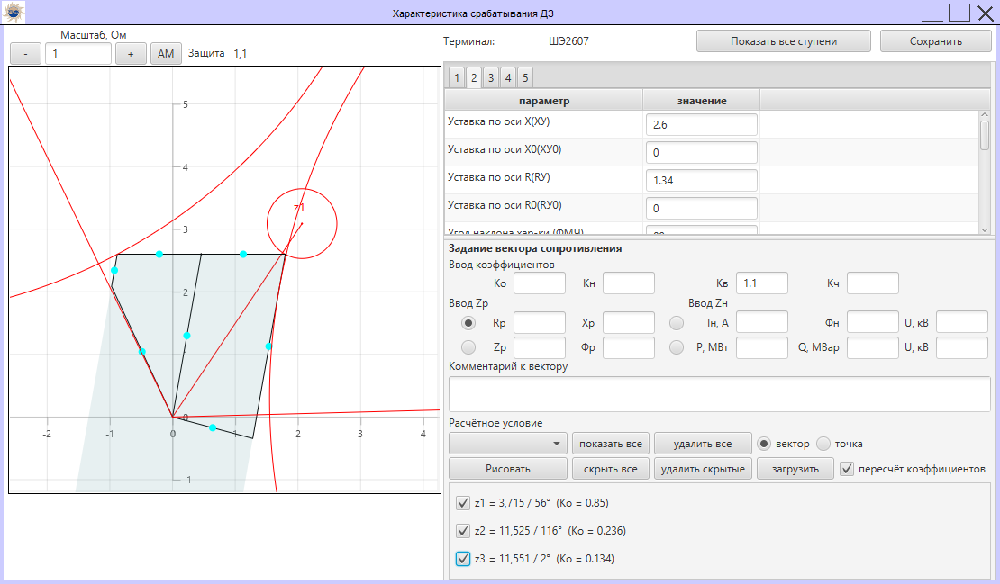 Характеристика срабатывания ДЗ
Масштаб, Ом
- 1 + АМ Защита 1,1
Терминал: ШЭ2607 Показать все ступени Сохранить
1 2 3 4 5
параметр значение
Уставка по оси X(XУ) 2.6
Уставка по оси X0(XУ0) 0
Уставка по оси R(RУ) 1.34
Уставка по оси R0(RУ0) 0
Угол наклона хар-ки (ФМЧ)
5
4
3
2
1
0
-1
-2 -1 0 1 2 3 4
z1
Задание вектора сопротивления
Ввод коэффициентов
Ко Кн Кв 1.1 Кч
Ввод Zр Ввод Zн
Rр Xр Iн, А Фн U, кВ
Zр Фр P, МВт Q, МВар U, кВ
Комментарий к вектору
Расчётное условие
показать все удалить все вектор точка
Рисовать скрыть все удалить скрытые загрузить пересчёт коэффициентов
z1 = 3,715 / 56° (Ко = 0.85)
z2 = 11,525 / 116° (Ко = 0.236)
z3 = 11,551 / 2° (Ко = 0.134)